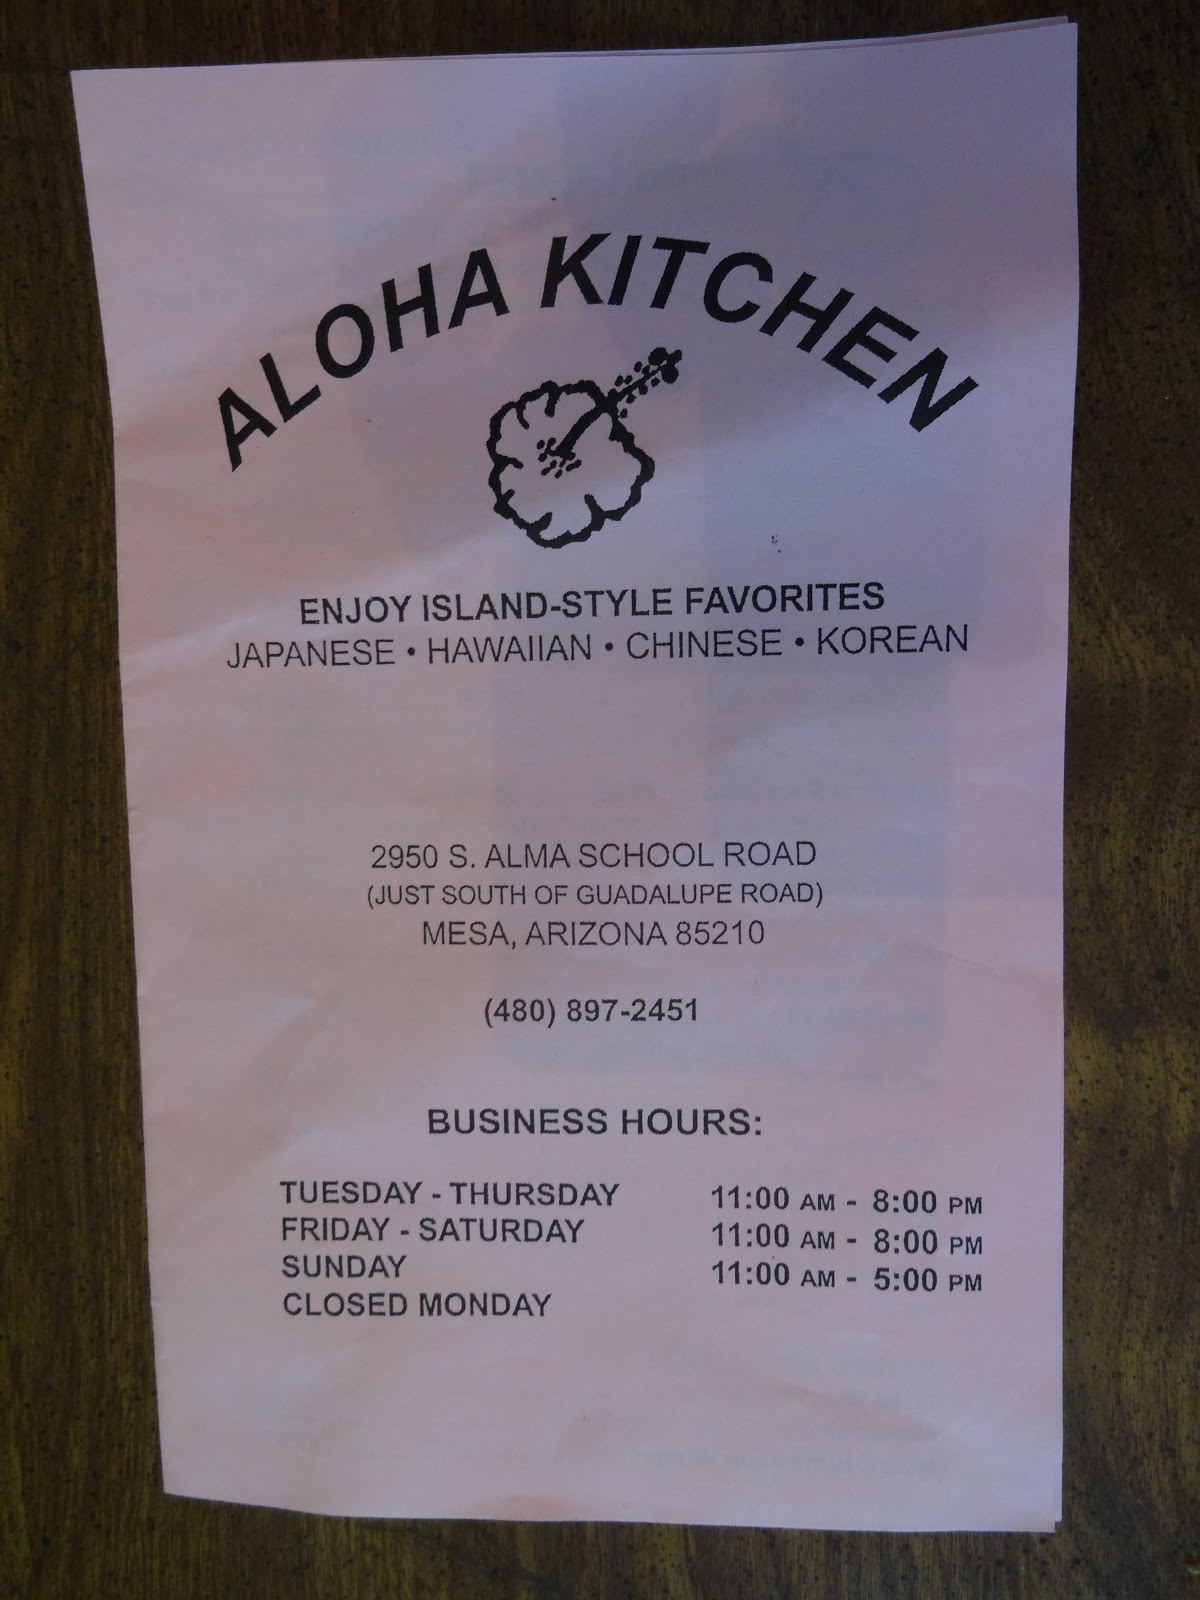 ALOHA KITCHEN
ENJOY ISLAND-STYLE FAVORITES
JAPANESE • HAWAIIAN • CHINESE • KOREAN
2950 S. ALMA SCHOOL ROAD
(JUST SOUTH OF GUADALUPE ROAD)
MESA, ARIZONA 85210
(480) 897-2451
BUSINESS HOURS:
TUESDAY - THURSDAY 11:00 AM - 8:00 PM
FRIDAY - SATURDAY 11:00 AM - 8:00 PM
SUNDAY 11:00 AM - 5:00 PM
CLOSED MONDAY